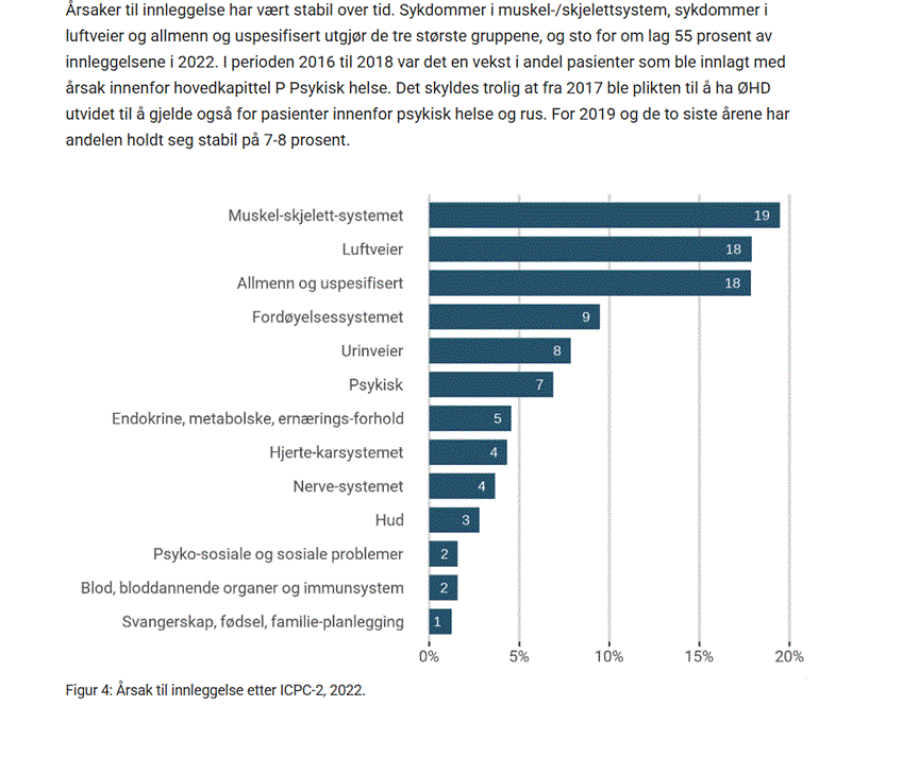 Årsaker til innleggelse har vært stabil over tid. Sykdommer i muskel-/skjelettsystem, sykdommer i
luftveier og allmenn og uspesifisert utgjør de tre største gruppene, og sto for om lag 55 prosent av
innleggelsene i 2022. I perioden 2016 til 2018 var det en vekst i andel pasienter som ble innlagt med
årsak innenfor hovedkapittel P Psykisk helse. Det skyldes trolig at fra 2017 ble plikten til å ha ØHD
utvidet til å gjelde også for pasienter innenfor psykisk helse og rus. For 2019 og de to siste årene har
andelen holdt seg stabil på 7-8 prosent.
Muskel-skjelett-systemet 19
Luftveier 18
Allmenn og uspesifisert 18
Fordøyelsessystemet 9
Urinveier 8
Psykisk 7
Endokrine, metabolske, ernærings-forhold 5
Hjerte-karsystemet 4
Nerve-systemet 4
Hud 3
Psyko-sosiale og sosiale problemer 2
Blod, bloddannende organer og immunsystem 2
Svangerskap, fødsel, familie-planlegging 1
0% 5% 10% 15% 20%
Figur 4: Årsak til innleggelse etter ICPC-2, 2022.